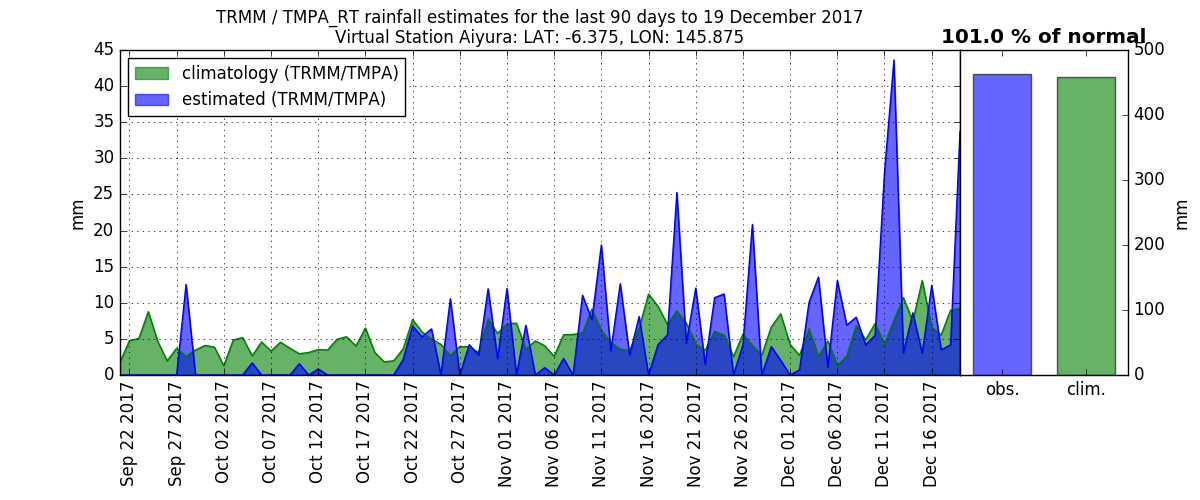 TRMM / TMPA_RT rainfall estimates for the last 90 days to 19 December 2017
Virtual Station Aiyura: LAT: -6.375, LON: 145.875
101.0 % of normal
climatology (TRMM/TMPA)
estimated (TRMM/TMPA)
mm
45
40
35
30
25
20
15
10
5
0
Sep 22 2017
Sep 27 2017
Oct 02 2017
Oct 07 2017
Oct 12 2017
Oct 17 2017
Oct 22 2017
Oct 27 2017
Nov 01 2017
Nov 06 2017
Nov 11 2017
Nov 16 2017
Nov 21 2017
Nov 26 2017
Dec 01 2017
Dec 06 2017
Dec 11 2017
Dec 16 2017
obs.
clim.
500
400
300
200
100
0
mm